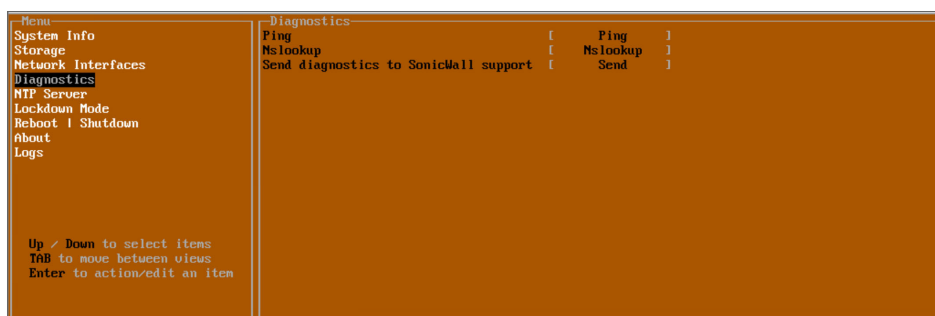 Menu
System Info
Storage
Network Interfaces
Diagnostics
NTP Server
Lockdown Mode
Reboot | Shutdown
About
Logs
Up / Down to select items
TAB to move between views
Enter to action/edit an item
Diagnostics
Ping [ Ping ]
Nslookup [ Nslookup ]
Send diagnostics to SonicWall support [ Send ]